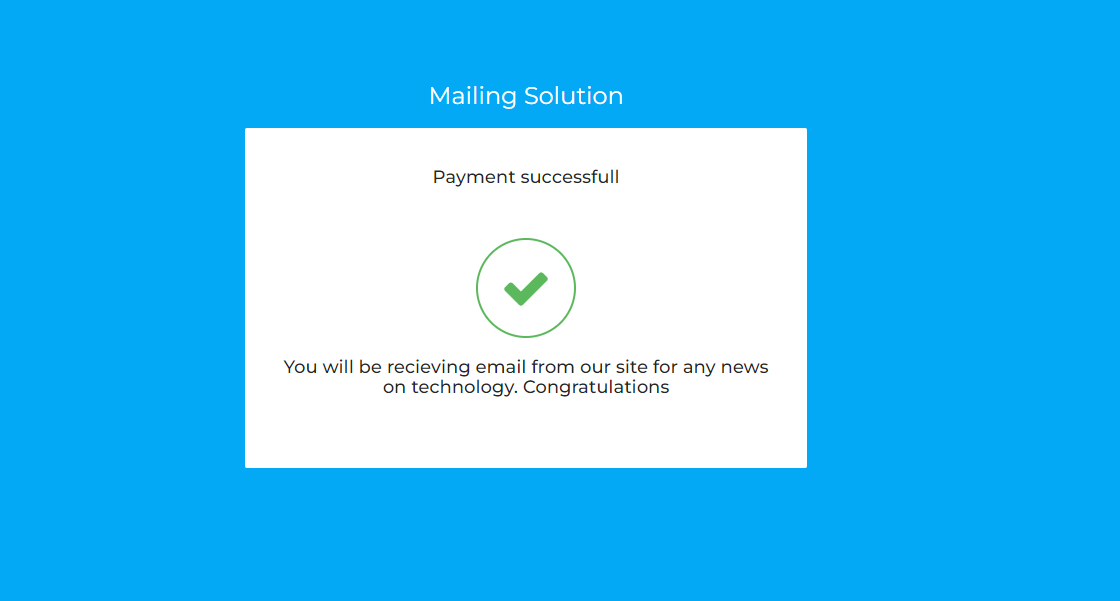 Mailing Solution
Payment successfull
You will be recieving email from our site for any news
on technology. Congratulations